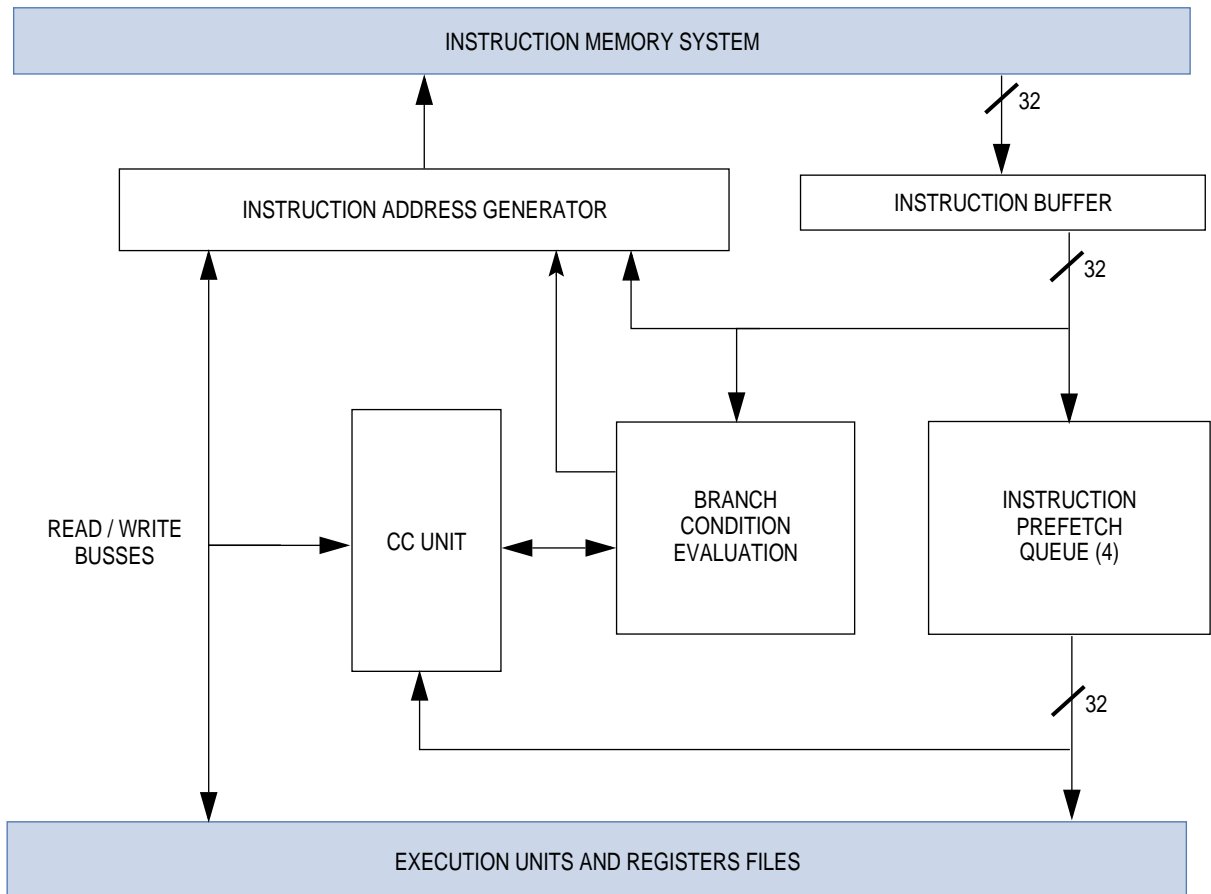 INSTRUCTION MEMORY SYSTEM
32
INSTRUCTION ADDRESS GENERATOR
INSTRUCTION BUFFER
32
READ / WRITE
BUSSES
CC UNIT
BRANCH
CONDITION
EVALUATION
INSTRUCTION
PREFETCH
QUEUE (4)
32
EXECUTION UNITS AND REGISTERS FILES